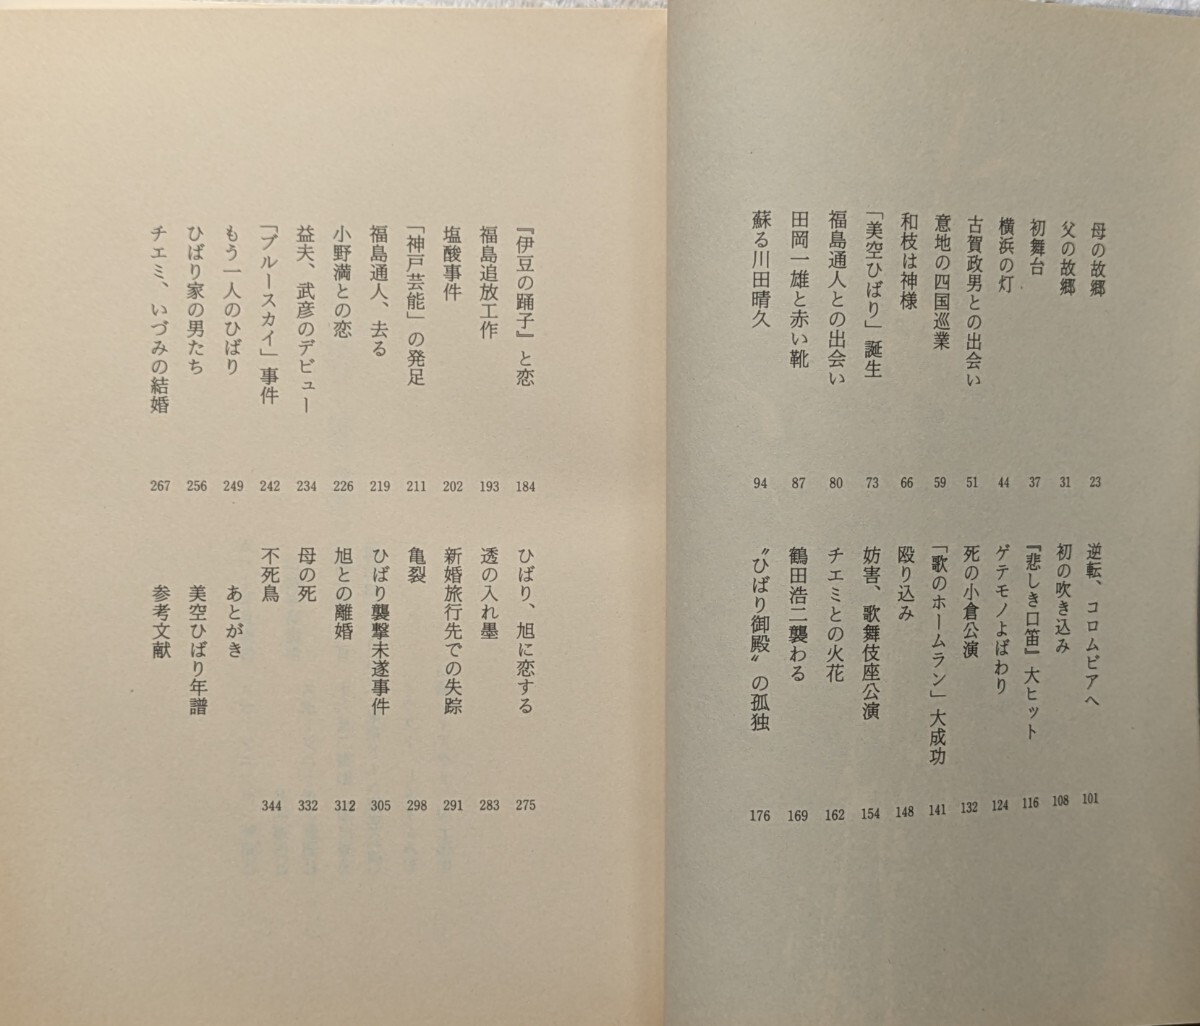 母の故郷 23
父の故郷 31
初舞台 37
横浜の灯 44
古賀政男との出会い 51
意地の四国巡業 59
和枝は神様 66
「美空ひばり」誕生 73
福島通人との出会い 80
田岡一雄と赤い靴 87
蘇る川田晴久 94
逆転、コロムビアへ 101
初の吹き込み 108
『悲しき口笛』大ヒット 116
ゲテモノよばわり 124
死の小倉公演 132
「歌のホームラン」大成功 141
殴り込み 148
妨害、歌舞伎座公演 154
チエミとの火花 162
鶴田浩二襲わる 169
〝ひばり御殿〟の孤独 176
『伊豆の踊子』と恋 184
福島追放工作 193
塩酸事件 202
「神戸芸能」の発足 211
福島通人、去る 219
小野満との恋 226
益夫、武彦のデビュー 234
「ブルースカイ」事件 242
もう一人のひばり 249
ひばり家の男たち 256
チエミ、いづみの結婚 267
ひばり、旭に恋する 275
透の入れ墨 283
新婚旅行先での失踪 291
亀裂 298
ひばり襲撃未遂事件 305
旭との離婚 312
母の死 332
不死鳥 344
あとがき
美空ひばり年譜
参考文献